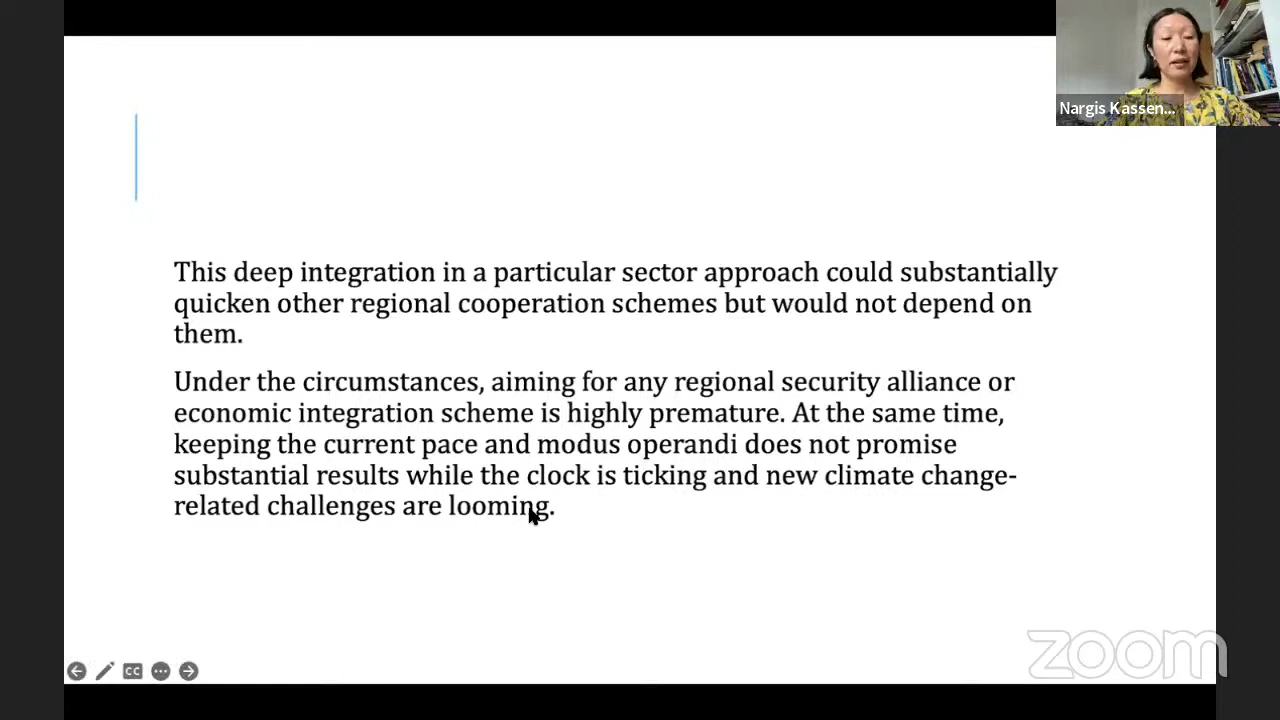 Nargis Kassen...
This deep integration in a particular sector approach could substantially
quicken other regional cooperation schemes but would not depend on
them.
Under the circumstances, aiming for any regional security alliance or
economic integration scheme is highly premature. At the same time,
keeping the current pace and modus operandi does not promise
substantial results while the clock is ticking and new climate change-
related challenges are looming.
CC
zoom